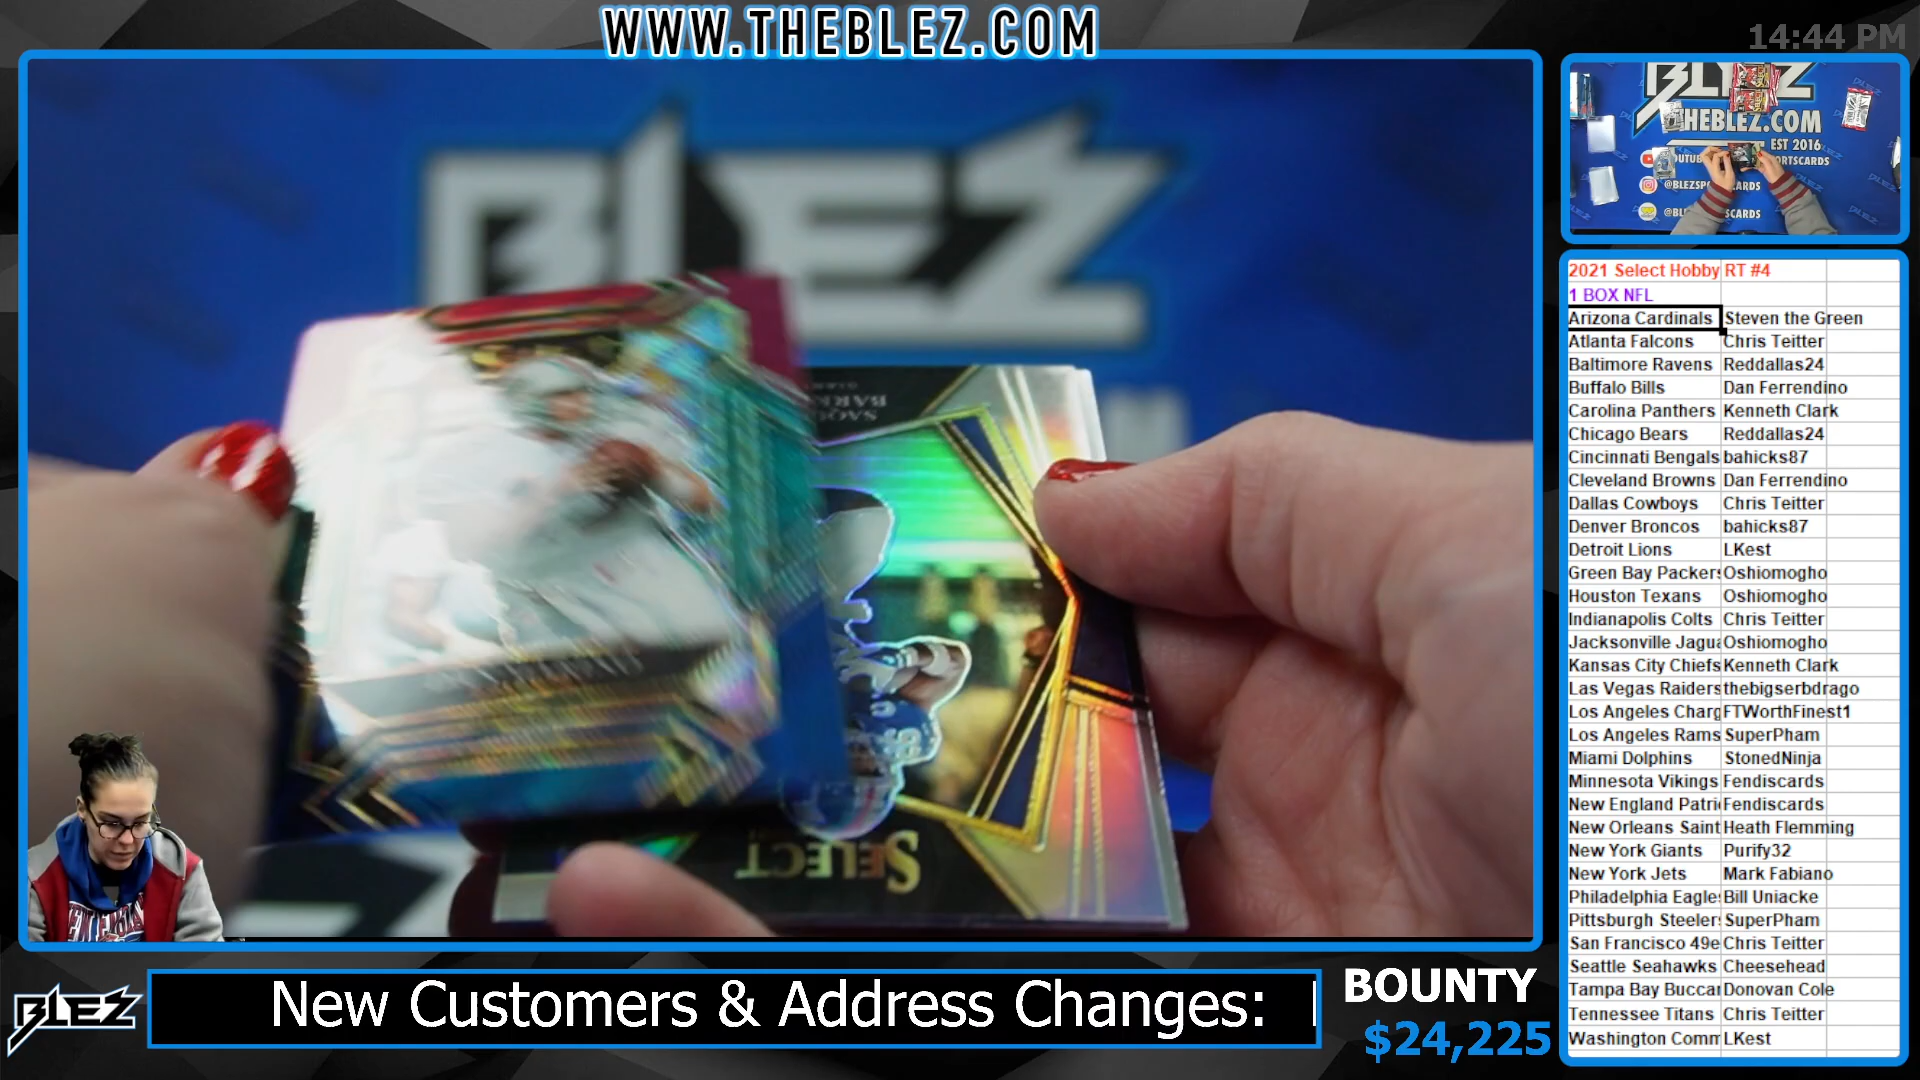 WWW.THEBLEZ.COM
14:44 PM
BLEZ
BLEZ
THEBLEZ.COM
EST 2016
SAQU
BARK
SELECT
2021 Select Hobby RT #4
1 BOX NFL
Arizona Cardinals Steven the Green
Atlanta Falcons Chris Teitter
Baltimore Ravens Reddallas24
Buffalo Bills Dan Ferrendino
Carolina Panthers Kenneth Clark
Chicago Bears Reddallas24
Cincinnati Bengals bahicks87
Cleveland Browns Dan Ferrendino
Dallas Cowboys Chris Teitter
Denver Broncos bahicks87
Detroit Lions LKest
Green Bay Packers Oshiomogho
Houston Texans Oshiomogho
Indianapolis Colts Chris Teitter
Jacksonville Jagua Oshiomogho
Kansas City Chiefs Kenneth Clark
Las Vegas Raiders thebigserbdrago
Los Angeles Charg FTWorthFinest1
Los Angeles Rams SuperPham
Miami Dolphins StonedNinja
Minnesota Vikings Fendiscards
New England Patri Fendiscards
New Orleans Saint Heath Flemming
New York Giants Purify32
New York Jets Mark Fabiano
Philadelphia Eagle Bill Uniacke
Pittsburgh Steeler SuperPham
San Francisco 49e Chris Teitter
Seattle Seahawks Cheesehead
Tampa Bay Buccan Donovan Cole
Tennessee Titans Chris Teitter
Washington Comm LKest
BLEZ
New Customers & Address Changes:
BOUNTY
$24,225